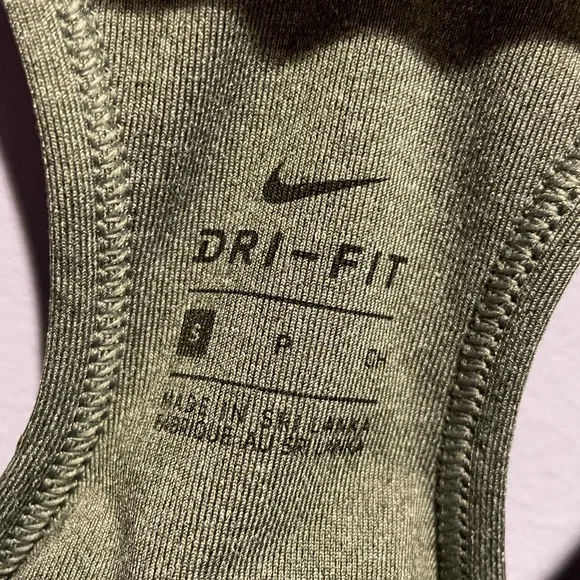 DRI-FIT
S P CH
MADE IN SRI LANKA
FABRIQUE AU SRI LANKA